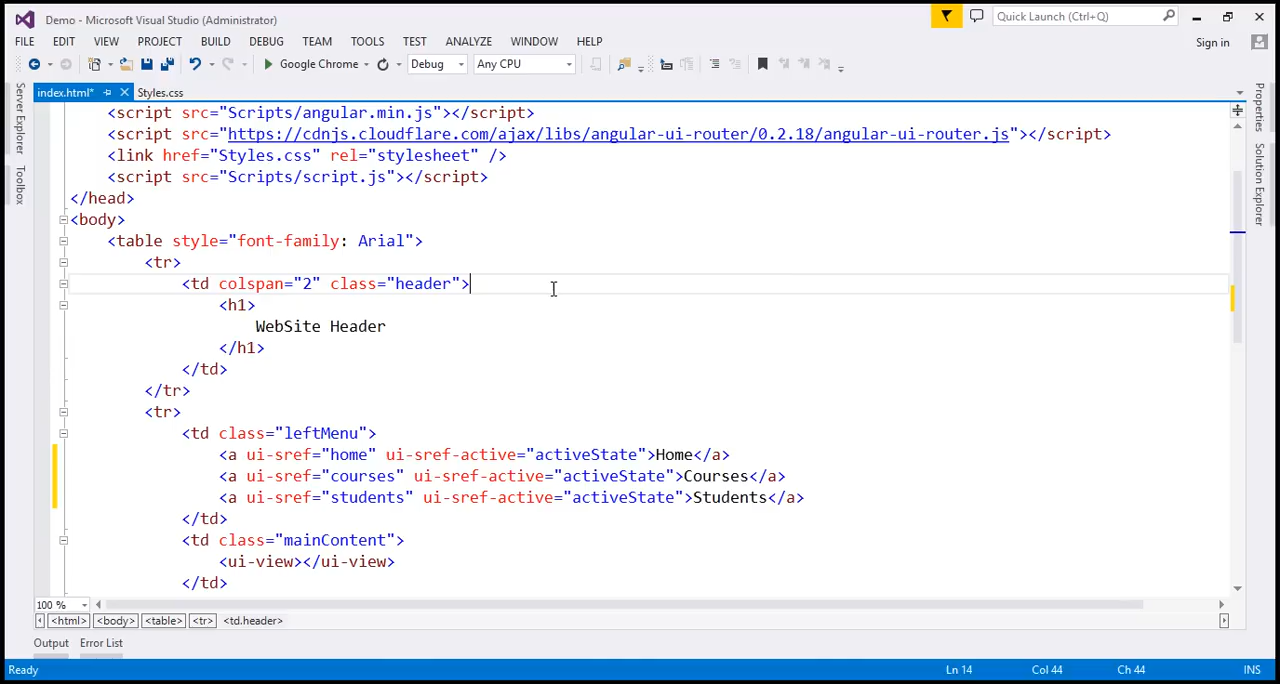 Demo - Microsoft Visual Studio (Administrator)
Quick Launch (Ctrl+Q)
FILE EDIT VIEW PROJECT BUILD DEBUG TEAM TOOLS TEST ANALYZE WINDOW HELP
Sign in
Google Chrome Debug Any CPU
index.html* Styles.css
Server Explorer
Toolbox
Properties
Solution Explorer
<script src="Scripts/angular.min.js"></script>
<script src="https://cdnjs.cloudflare.com/ajax/libs/angular-ui-router/0.2.18/angular-ui-router.js"></script>
<link href="Styles.css" rel="stylesheet" />
<script src="Scripts/script.js"></script>
</head>
<body>
<table style="font-family: Arial">
<tr>
<td colspan="2" class="header">
<h1>
WebSite Header
</h1>
</td>
</tr>
<tr>
<td class="leftMenu">
<a ui-sref="home" ui-sref-active="activeState">Home</a>
<a ui-sref="courses" ui-sref-active="activeState">Courses</a>
<a ui-sref="students" ui-sref-active="activeState">Students</a>
</td>
<td class="mainContent">
<ui-view></ui-view>
</td>
100 %
<html> <body> <table> <tr> <td.header>
Output Error List
Ready Ln 14 Col 44 Ch 44 INS